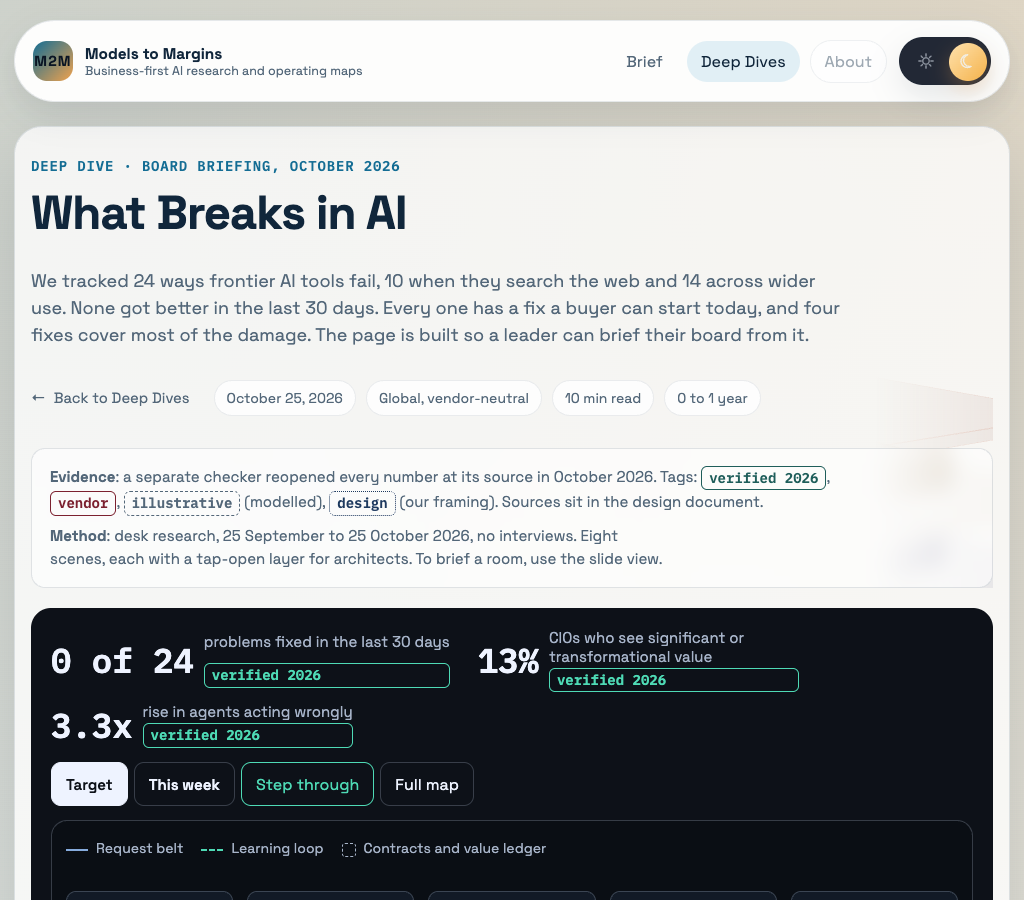 M2M
Models to Margins
Business-first AI research and operating maps
Brief
Deep Dives
About
DEEP DIVE · BOARD BRIEFING, OCTOBER 2026
What Breaks in AI
We tracked 24 ways frontier AI tools fail, 10 when they search the web and 14 across wider
use. None got better in the last 30 days. Every one has a fix a buyer can start today, and four
fixes cover most of the damage. The page is built so a leader can brief their board from it.
← Back to Deep Dives
October 25, 2026
Global, vendor-neutral
10 min read
0 to 1 year
Evidence: a separate checker reopened every number at its source in October 2026. Tags: verified 2026,
vendor, illustrative (modelled), design (our framing). Sources sit in the design document.
Method: desk research, 25 September to 25 October 2026, no interviews. Eight
scenes, each with a tap-open layer for architects. To brief a room, use the slide view.
0 of 24
problems fixed in the last 30 days
verified 2026
13%
CIOs who see significant or
transformational value
verified 2026
3.3x
rise in agents acting wrongly
verified 2026
Target
This week
Step through
Full map
Request belt
Learning loop
Contracts and value ledger